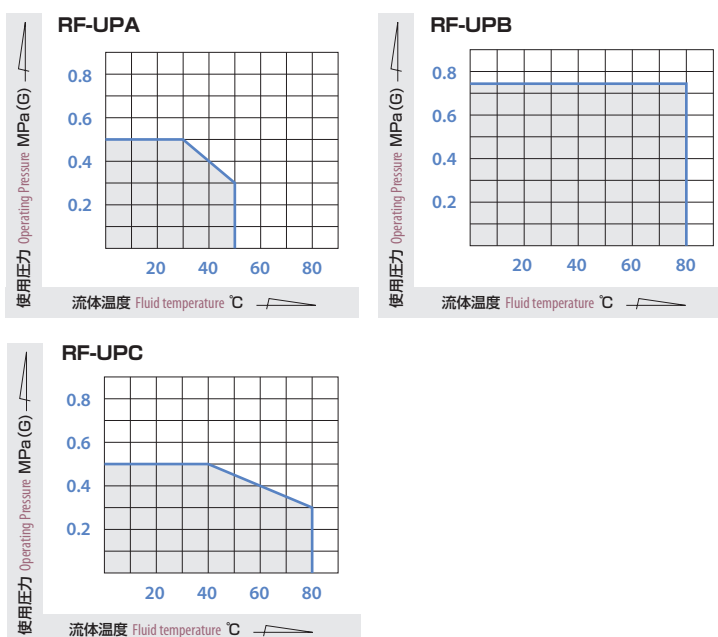 RF-UPA
使用圧力 Operating Pressure MPa(G)
0.8
0.6
0.4
0.2
20 40 60 80
流体温度 Fluid temperature ℃
RF-UPB
使用圧力 Operating Pressure MPa(G)
0.8
0.6
0.4
0.2
20 40 60 80
流体温度 Fluid temperature ℃
RF-UPC
使用圧力 Operating Pressure MPa(G)
0.8
0.6
0.4
0.2
20 40 60 80
流体温度 Fluid temperature ℃